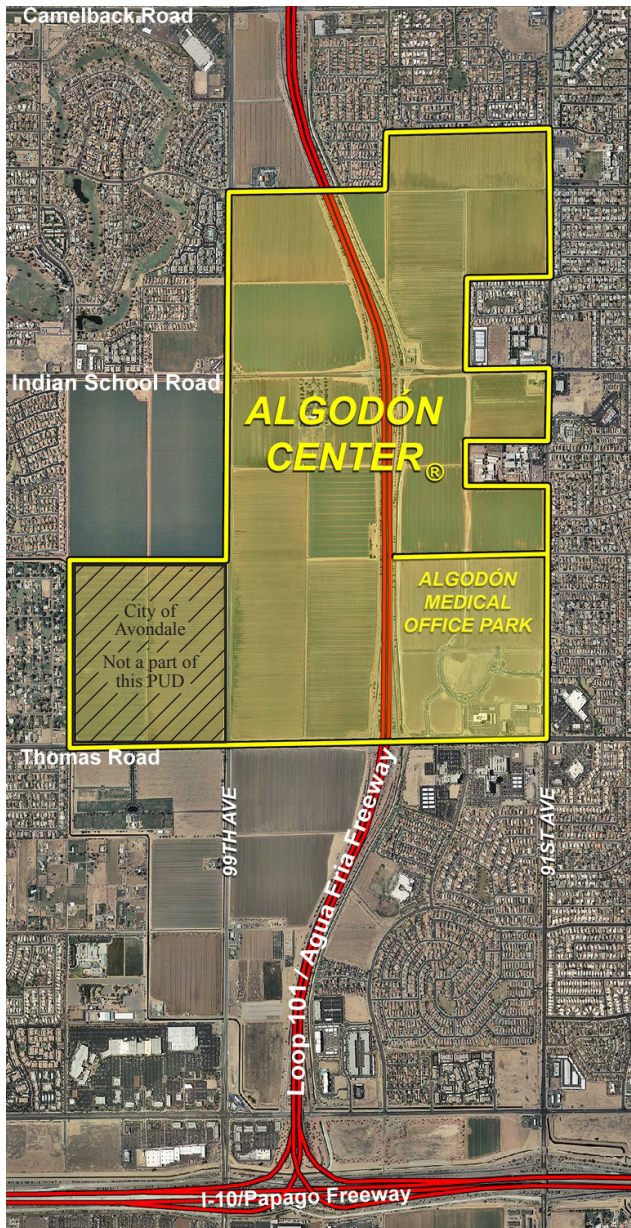 Camelback Road
Indian School Road
ALGODÓN
CENTER®
ALGODÓN
MEDICAL
OFFICE PARK
City of
Avondale
Not a part of
this PUD
Thomas Road
99TH AVE
91ST AVE
Loop 101 / Agua Fria Freeway
I-10/Papago Freeway